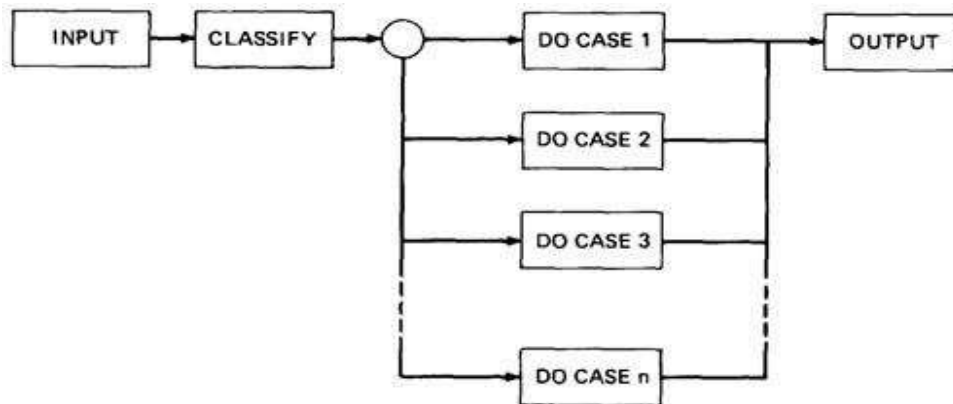 INPUT
CLASSIFY
DO CASE 1
OUTPUT
DO CASE 2
DO CASE 3
DO CASE n